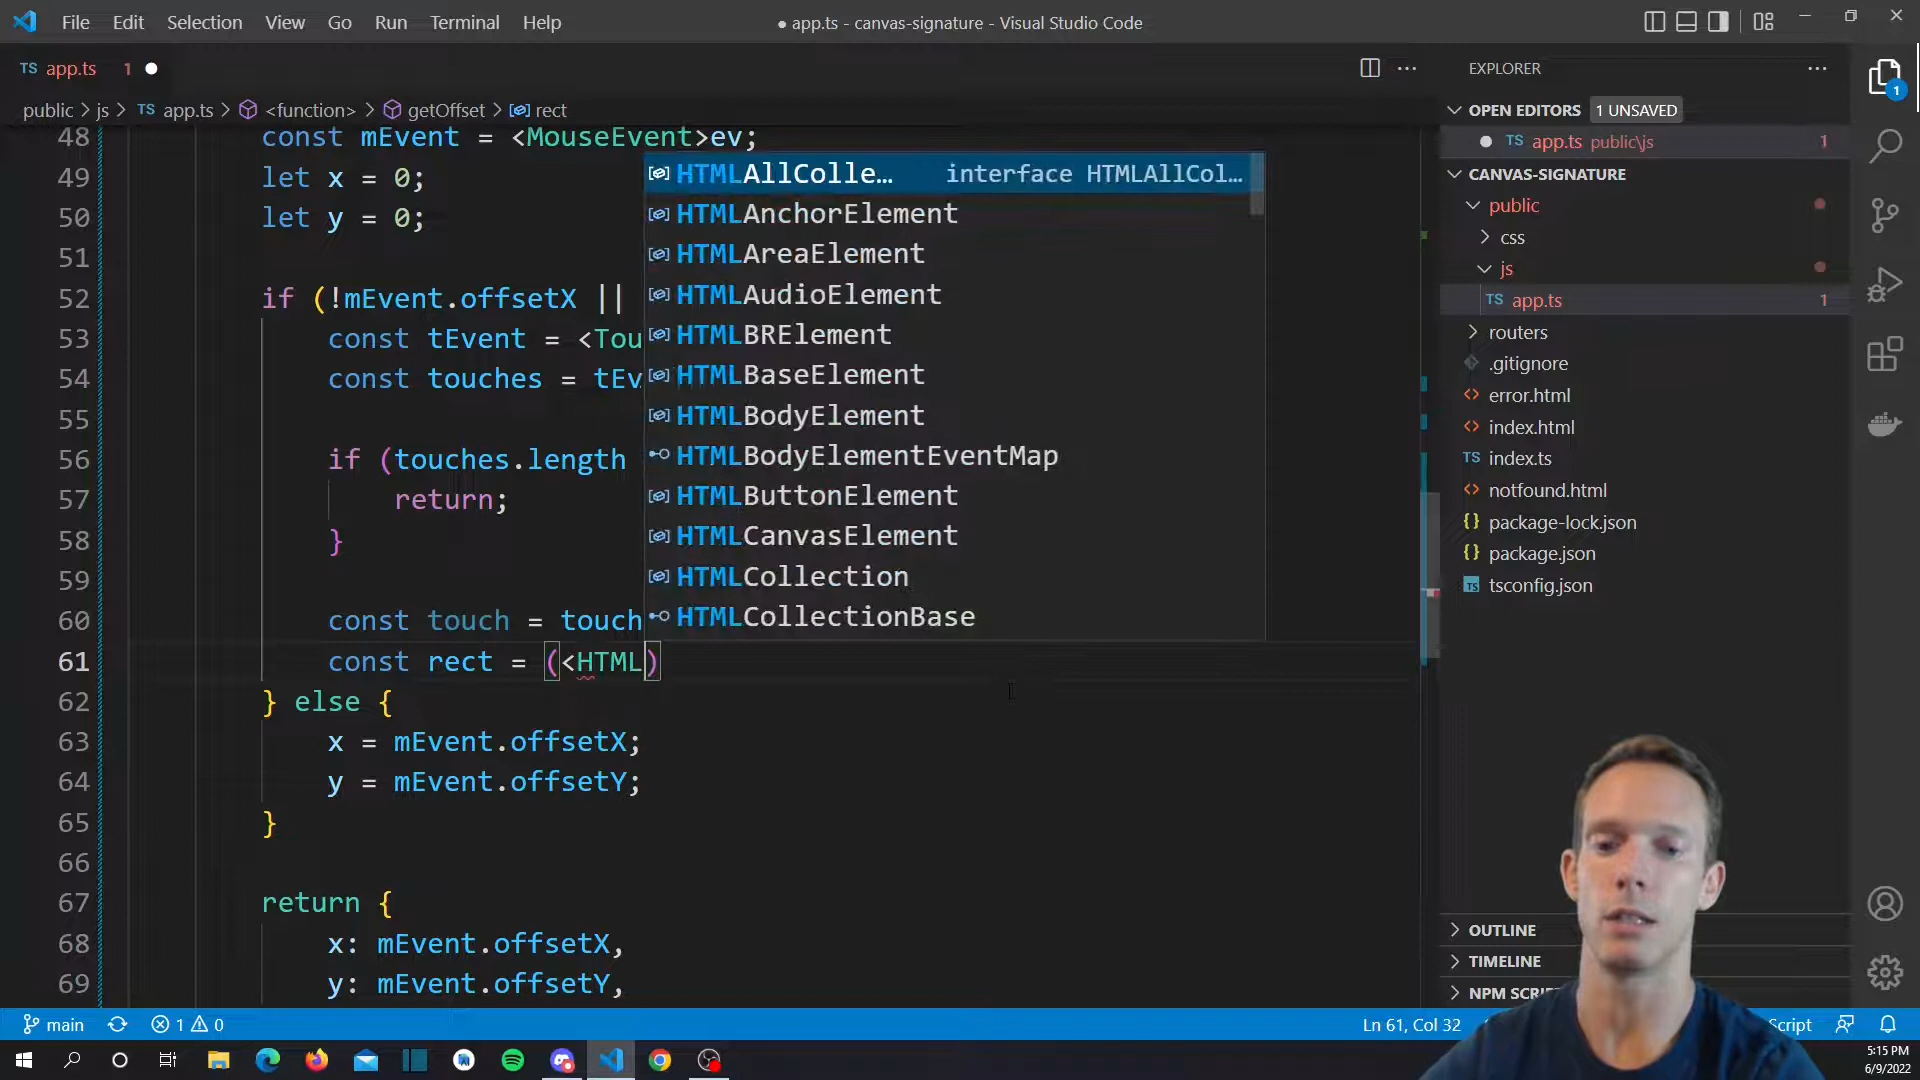 File Edit Selection View Go Run Terminal Help
● app.ts - canvas-signature - Visual Studio Code
TS app.ts 1 ●
public > js > TS app.ts > <function> > getOffset > rect
48 const mEvent = <MouseEvent>ev;
49 let x = 0;
50 let y = 0;
51
52 if (!mEvent.offsetX ||
53 const tEvent = <Tou
54 const touches = tEv
55
56 if (touches.length
57 return;
58 }
59
60 const touch = touch
61 const rect = (<HTML)
62 } else {
63 x = mEvent.offsetX;
64 y = mEvent.offsetY;
65 }
66
67 return {
68 x: mEvent.offsetX,
69 y: mEvent.offsetY,
HTMLAllColle… interface HTMLAllCol…
HTMLAnchorElement
HTMLAreaElement
HTMLAudioElement
HTMLBRElement
HTMLBaseElement
HTMLBodyElement
HTMLBodyElementEventMap
HTMLButtonElement
HTMLCanvasElement
HTMLCollection
HTMLCollectionBase
EXPLORER
OPEN EDITORS 1 UNSAVED
● TS app.ts public\js 1
CANVAS-SIGNATURE
public
css
js
TS app.ts 1
routers
.gitignore
<> error.html
<> index.html
TS index.ts
<> notfound.html
{} package-lock.json
{} package.json
TS tsconfig.json
OUTLINE
TIMELINE
NPM SCRI
1
main 1 0
Ln 61, Col 32
Script
5:15 PM
6/9/2022